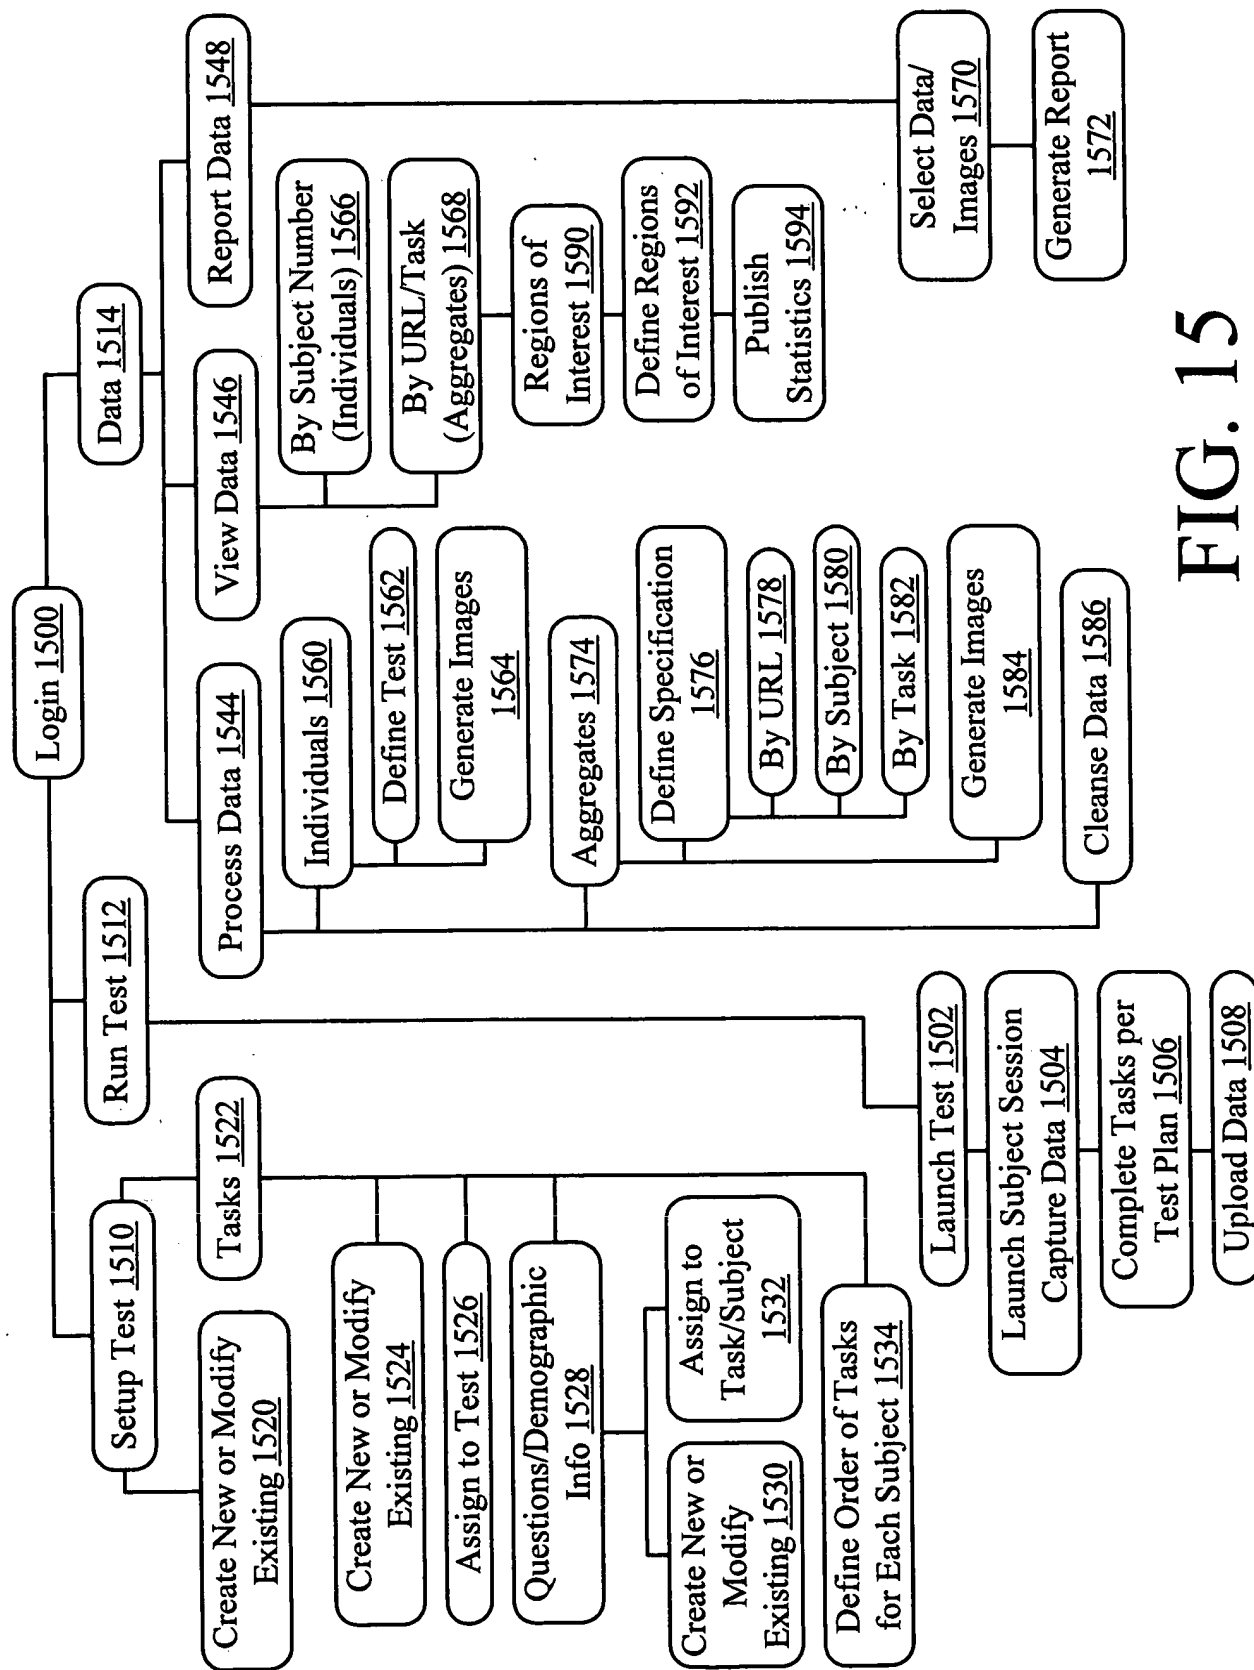 Login 1500
Setup Test 1510
Run Test 1512
Data 1514
Create New or Modify
Existing 1520
Tasks 1522
Create New or Modify
Existing 1524
Assign to Test 1526
Questions/Demographic
Info 1528
Create New or
Modify
Existing 1530
Assign to
Task/Subject
1532
Define Order of Tasks
for Each Subject 1534
Launch Test 1502
Launch Subject Session
Capture Data 1504
Complete Tasks per
Test Plan 1506
Upload Data 1508
Process Data 1544
Individuals 1560
Define Test 1562
Generate Images
1564
Aggregates 1574
Define Specification
1576
By URL 1578
By Subject 1580
By Task 1582
Generate Images
1584
Cleanse Data 1586
View Data 1546
By Subject Number
(Individuals) 1566
By URL/Task
(Aggregates) 1568
Regions of
Interest 1590
Define Regions
of Interest 1592
Publish
Statistics 1594
Report Data 1548
Select Data/
Images 1570
Generate Report
1572
FIG. 15